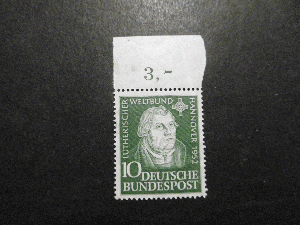 3,-
LUTHERISCHER
WELTBUND
HANNOVER 1952
10 DEUTSCHE
BUNDESPOST